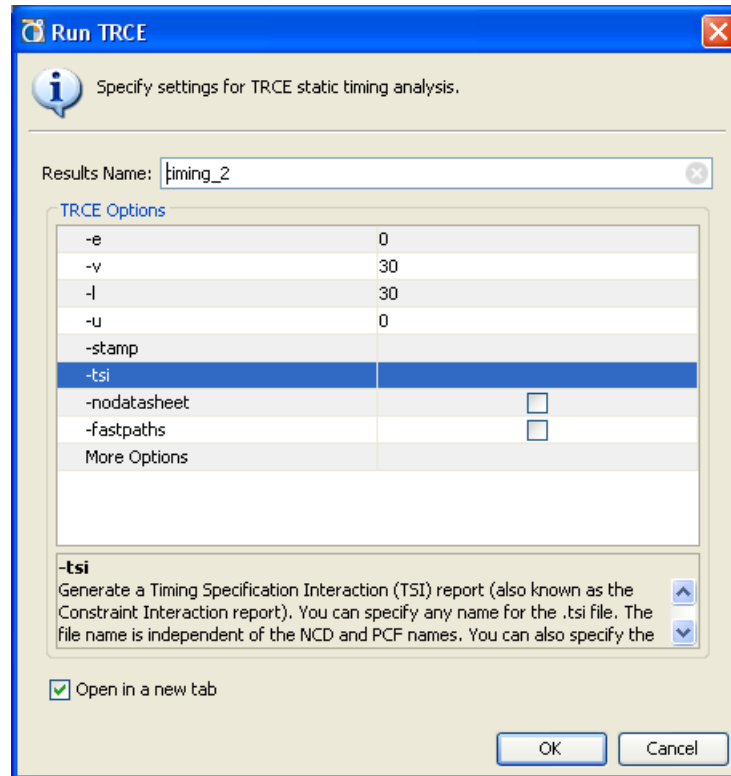 Run TRCE
Specify settings for TRCE static timing analysis.
Results Name: timing_2
TRCE Options
-e 0
-v 30
-l 30
-u 0
-stamp
-tsi
-nodatasheet
-fastpaths
More Options
-tsi
Generate a Timing Specification Interaction (TSI) report (also known as the
Constraint Interaction report). You can specify any name for the .tsi file. The
file name is independent of the NCD and PCF names. You can also specify the
Open in a new tab
OK Cancel